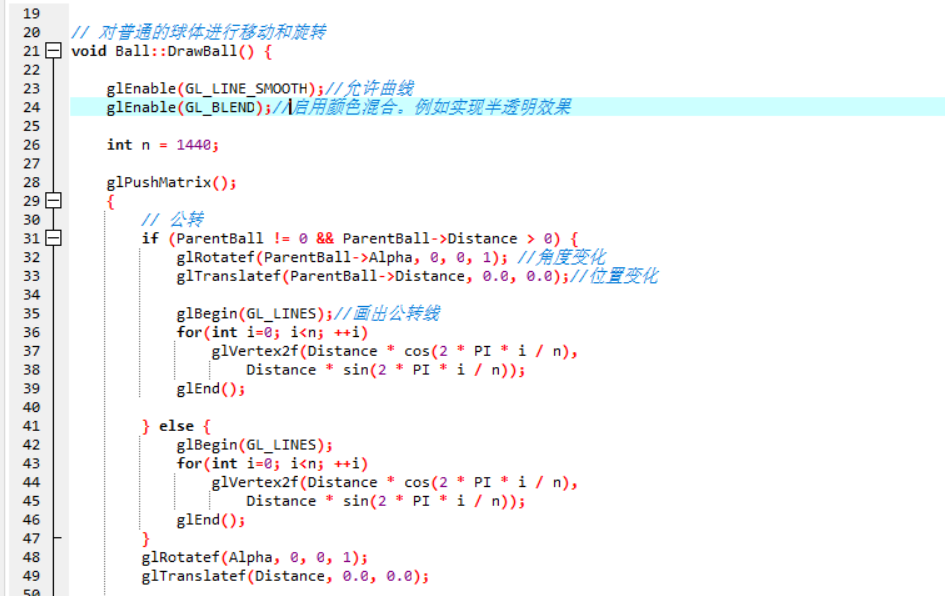 19
20 // 对普通的球体进行移动和旋转
21 void Ball::DrawBall() {
22
23 glEnable(GL_LINE_SMOOTH);//允许曲线
24 glEnable(GL_BLEND);//启用颜色混合。例如实现半透明效果
25
26 int n = 1440;
27
28 glPushMatrix();
29 {
30 // 公转
31 if (ParentBall != 0 && ParentBall->Distance > 0) {
32 glRotatef(ParentBall->Alpha, 0, 0, 1); //角度变化
33 glTranslatef(ParentBall->Distance, 0.0, 0.0);//位置变化
34
35 glBegin(GL_LINES);//画出公转线
36 for(int i=0; i<n; ++i)
37 glVertex2f(Distance * cos(2 * PI * i / n),
38 Distance * sin(2 * PI * i / n));
39 glEnd();
40
41 } else {
42 glBegin(GL_LINES);
43 for(int i=0; i<n; ++i)
44 glVertex2f(Distance * cos(2 * PI * i / n),
45 Distance * sin(2 * PI * i / n));
46 glEnd();
47 }
48 glRotatef(Alpha, 0, 0, 1);
49 glTranslatef(Distance, 0.0, 0.0);
50